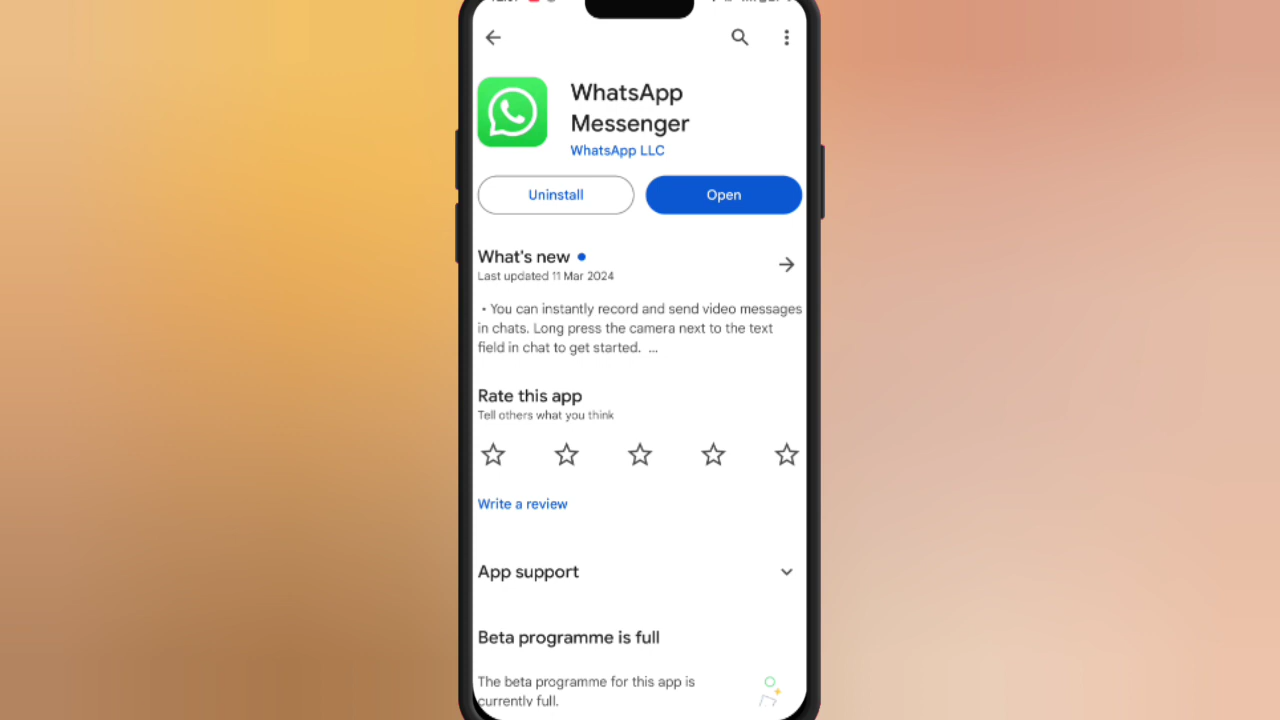 WhatsApp
Messenger
WhatsApp LLC
Uninstall
Open
What's new
Last updated 11 Mar 2024
• You can instantly record and send video messages
in chats. Long press the camera next to the text
field in chat to get started. ...
Rate this app
Tell others what you think
Write a review
App support
Beta programme is full
The beta programme for this app is
currently full.